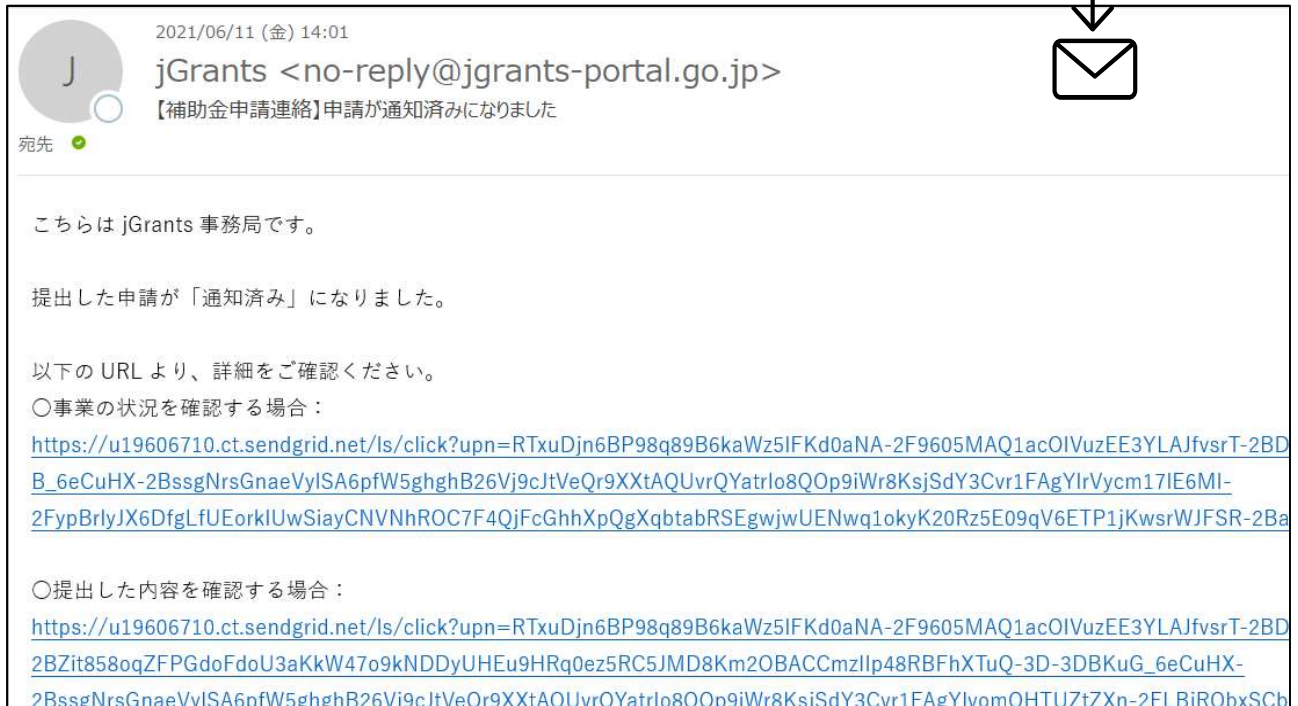 2021/06/11 (金) 14:01
J
jGrants <no-reply@jgrants-portal.go.jp>
【補助金申請連絡】申請が通知済みになりました
宛先
こちらは jGrants 事務局です。
提出した申請が「通知済み」になりました。
以下の URL より、詳細をご確認ください。
〇事業の状況を確認する場合：
https://u19606710.ct.sendgrid.net/ls/click?upn=RTxuDjn6BP98q89B6kaWz5IFKd0aNA-2F9605MAQ1acOIVuzEE3YLAJfvsrT-2BD
B_6eCuHX-2BssgNrsGnaeVylSA6pfW5ghghB26Vj9cJtVeQr9XXtAQUvrQYatrIo8QOp9iWr8KsjSdY3Cvr1FAgYIrVycm17lE6MI-
2FypBrlyJX6DfgLfUEorkIUwSiayCNVNhROC7F4QjFcGhhXpQgXqbtabRSEgwjwUENwq1okyK20Rz5E09qV6ETP1jKwsrWJFSR-2Ba
〇提出した内容を確認する場合：
https://u19606710.ct.sendgrid.net/ls/click?upn=RTxuDjn6BP98q89B6kaWz5IFKd0aNA-2F9605MAQ1acOIVuzEE3YLAJfvsrT-2BD
2BZit858oqZFPGdoFdoU3aKkW47o9kNDDyUHEu9HRq0ez5RC5JMD8Km2OBACCmzIlp48RBFhXTuQ-3D-3DBKuG_6eCuHX-
2BssgNrsGnaeVylSA6pfW5ghghB26Vj9cJtVeQr9XXtAQUvrQYatrIo8QOp9iWr8KsjSdY3Cvr1FAgYIvomOHTUZtZXn-2FLBjRObxSCb